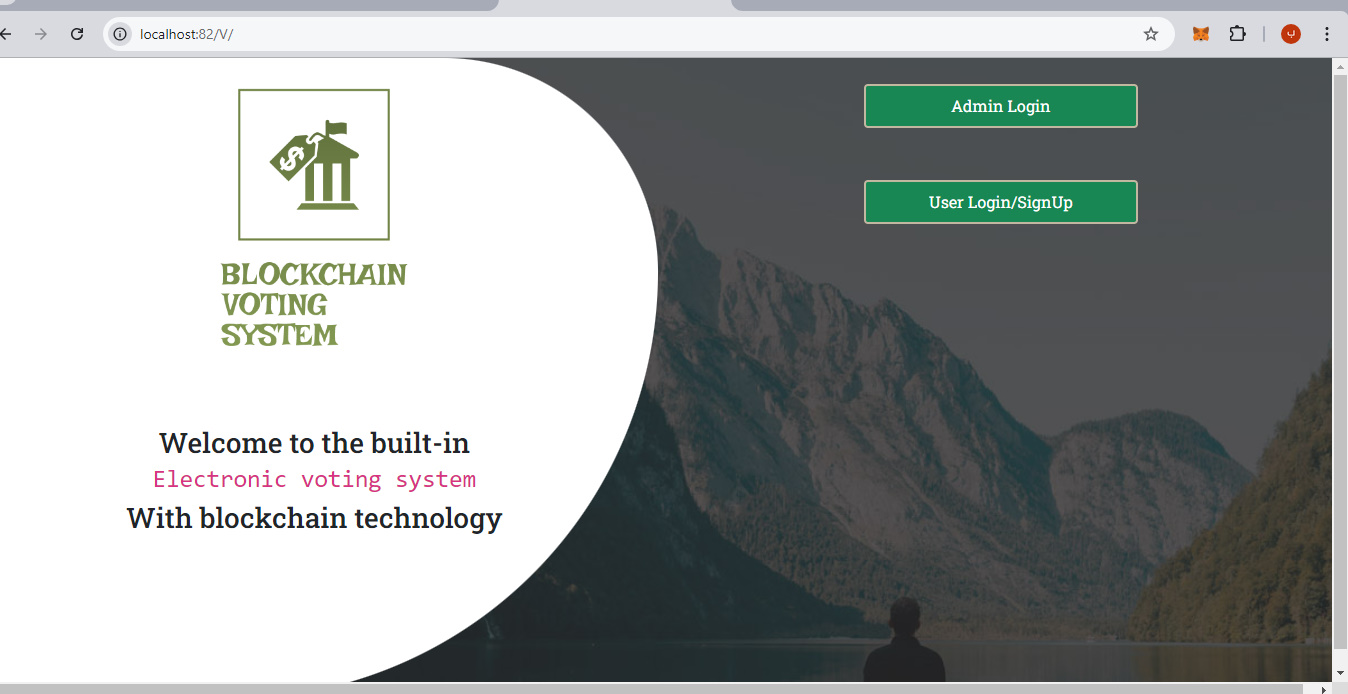 localhost:82/V/
Admin Login
User Login/SignUp
$
BLOCKCHAIN
VOTING
SYSTEM
Welcome to the built-in
Electronic voting system
With blockchain technology